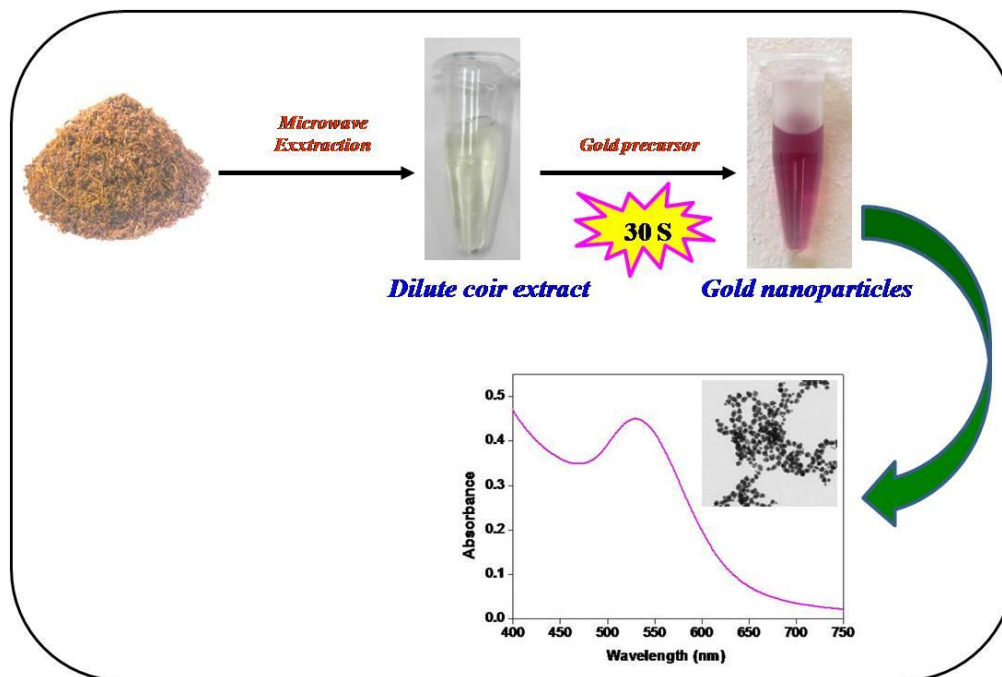 Microwave
Exxtraction
Gold precursor
30 S
Dilute coir extract
Gold nanoparticles
0.5
0.4
0.3
0.2
0.1
0.0
Absorbance
400 450 500 550 600 650 700 750
Wavelength (nm)